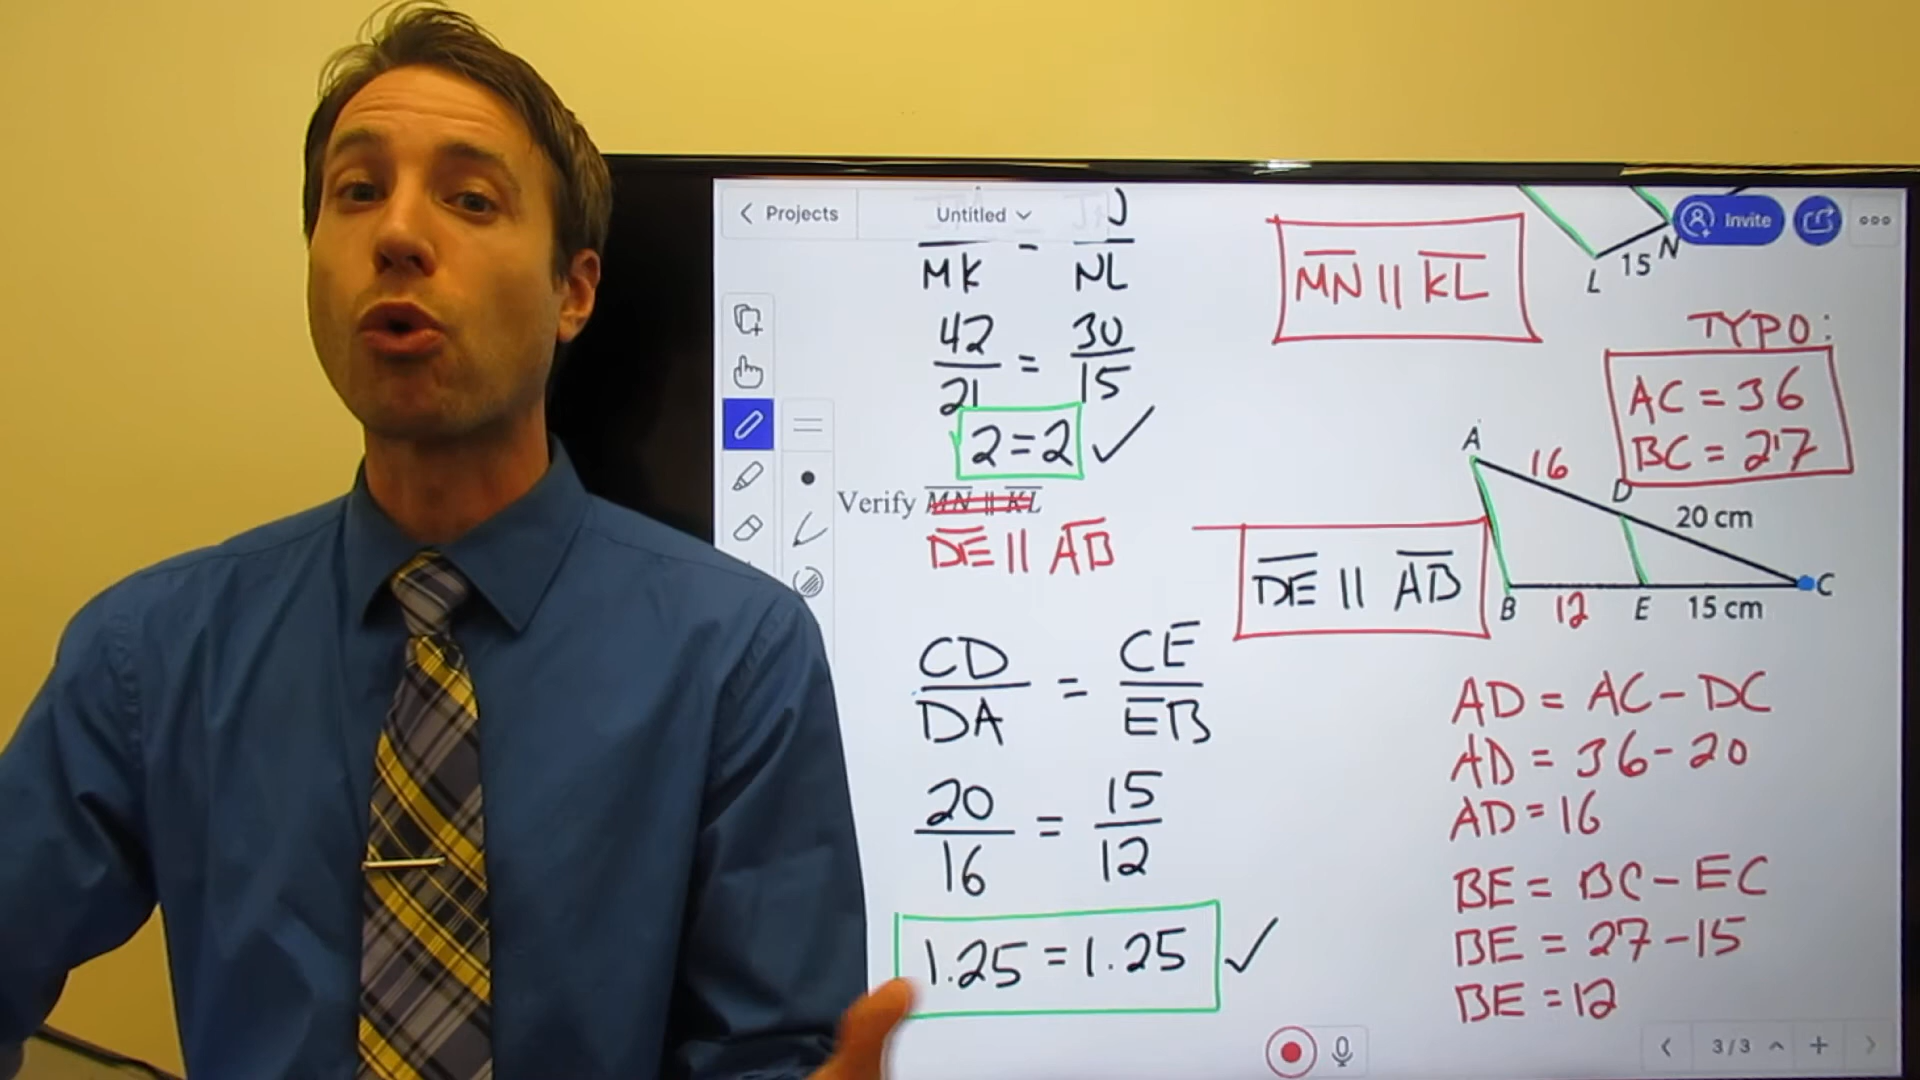 Projects
Untitled
Invite
MK = NL
42 = 30
21 15
2 = 2 ✓
MN || KL
N
L 15
TYPO:
AC = 36
BC = 27
Verify MN || KL
DE || AB
DE || AB
A
16
D
20 cm
B 12 E 15 cm C
CD = CE
DA EB
20 = 15
16 12
1.25 = 1.25 ✓
AD = AC - DC
AD = 36 - 20
AD = 16
BE = BC - EC
BE = 27 - 15
BE = 12
3/3